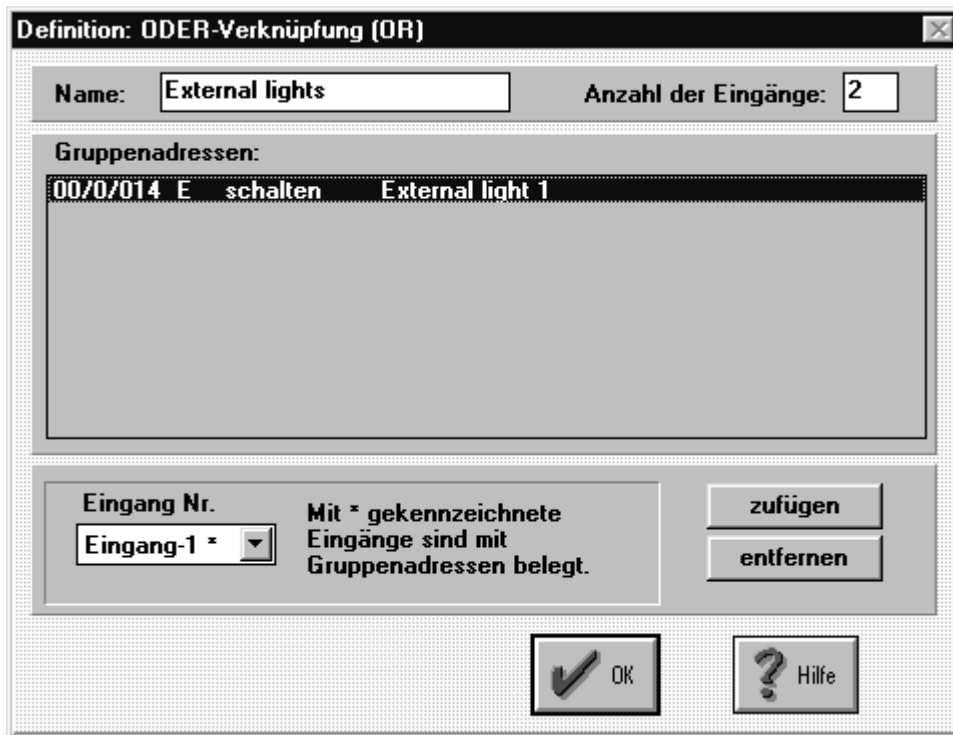 Definition: ODER-Verknüpfung (OR)
Name: External lights Anzahl der Eingänge: 2
Gruppenadressen:
00/0/014 E schalten External light 1
Eingang Nr.
Eingang-1 *
Mit * gekennzeichnete
Eingänge sind mit
Gruppenadressen belegt.
zufügen
entfernen
OK
Hilfe